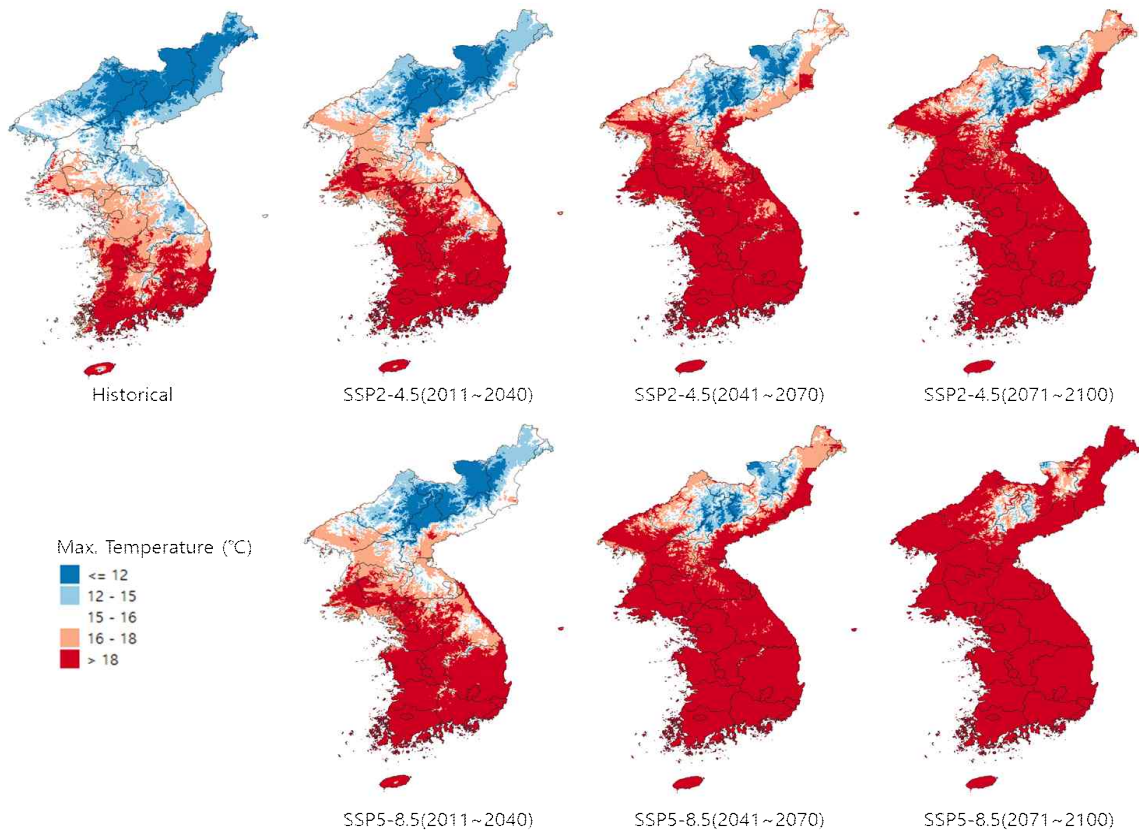 Historical
SSP2-4.5(2011~2040)
SSP2-4.5(2041~2070)
SSP2-4.5(2071~2100)
Max. Temperature (°C)
<= 12
12 - 15
15 - 16
16 - 18
> 18
SSP5-8.5(2011~2040)
SSP5-8.5(2041~2070)
SSP5-8.5(2071~2100)